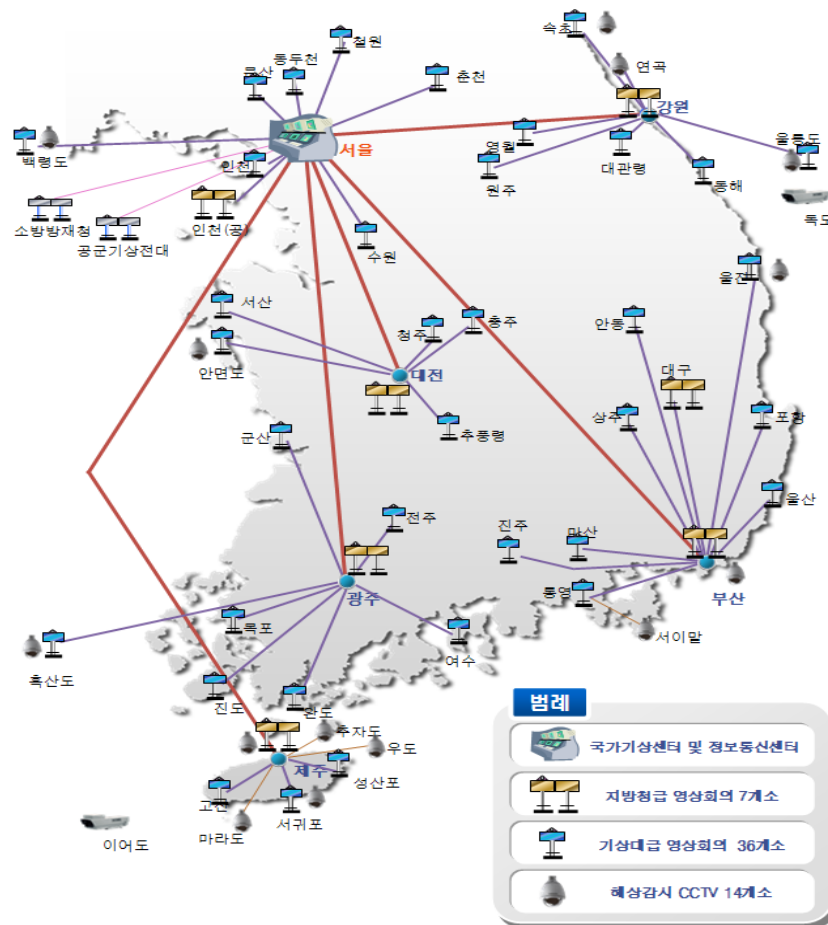 속초
철원
동두천
문산
연곡
춘천
강원
영월
울릉도
서울
백령도
인천
대관령
원주
동해
독도
소방방재청
인천(공)
공군기상전대
수원
울진
서산
충주
안동
청주
안면도
대구
대전
상주
포항
군산
추풍령
울산
전주
진주
마산
통영
부산
광주
목포
서이말
여수
흑산도
진도
완도
추자도
우도
제주
성산포
고산
서귀포
마라도
이어도
범례
국가기상센터 및 정보통신센터
지방청급 영상회의 7개소
기상대급 영상회의 36개소
해상감시 CCTV 14개소